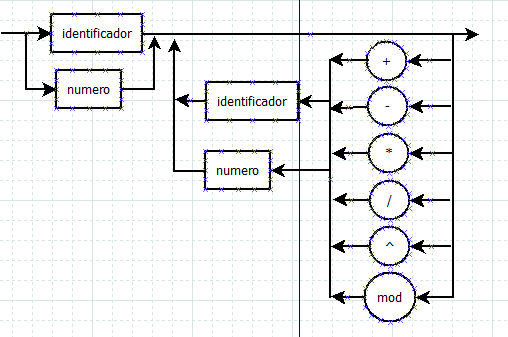 identificador
numero
+
identificador
-
*
numero
/
^
mod